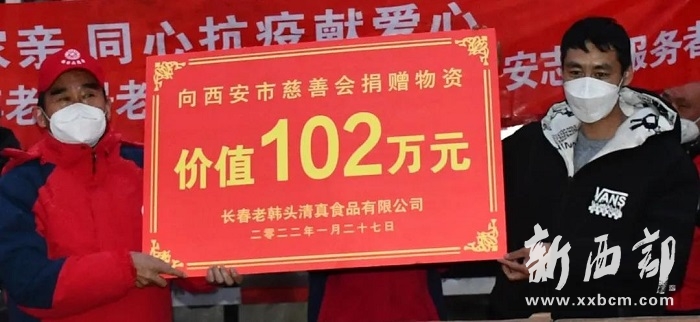 家亲 同心抗疫献爱心
安志 服务者
向西安市慈善会捐赠物资
价值102万元
长春老韩头清真食品有限公司
二零二二年一月二十七日
VANS
新西部
www.xxbcm.com